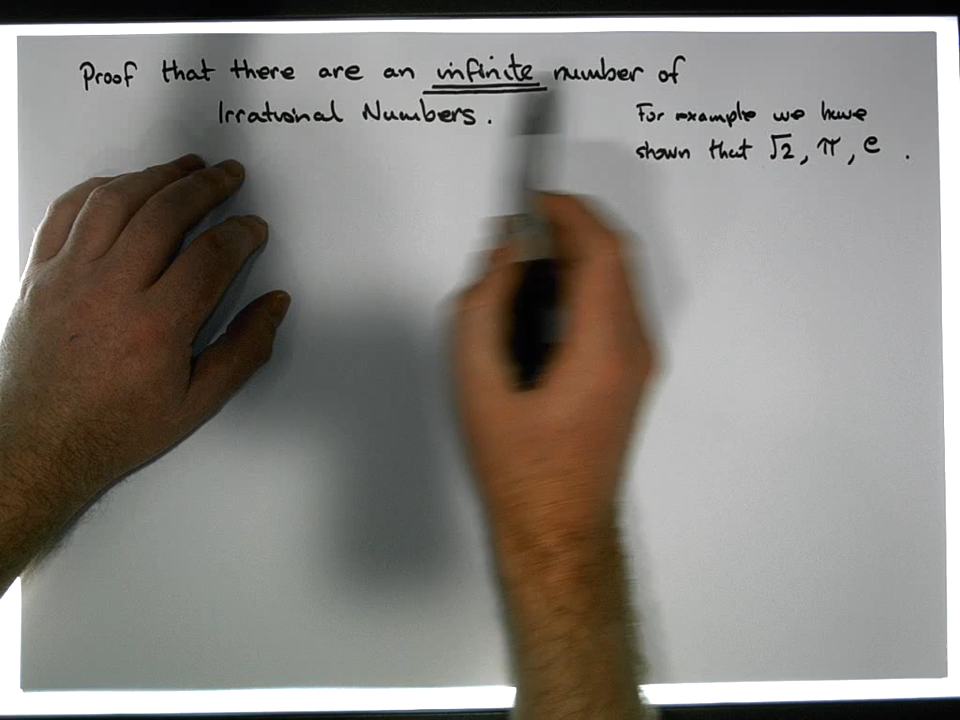 Proof that there are an infinite number of
Irrational Numbers.
For example we have
shown that √2, π, e .